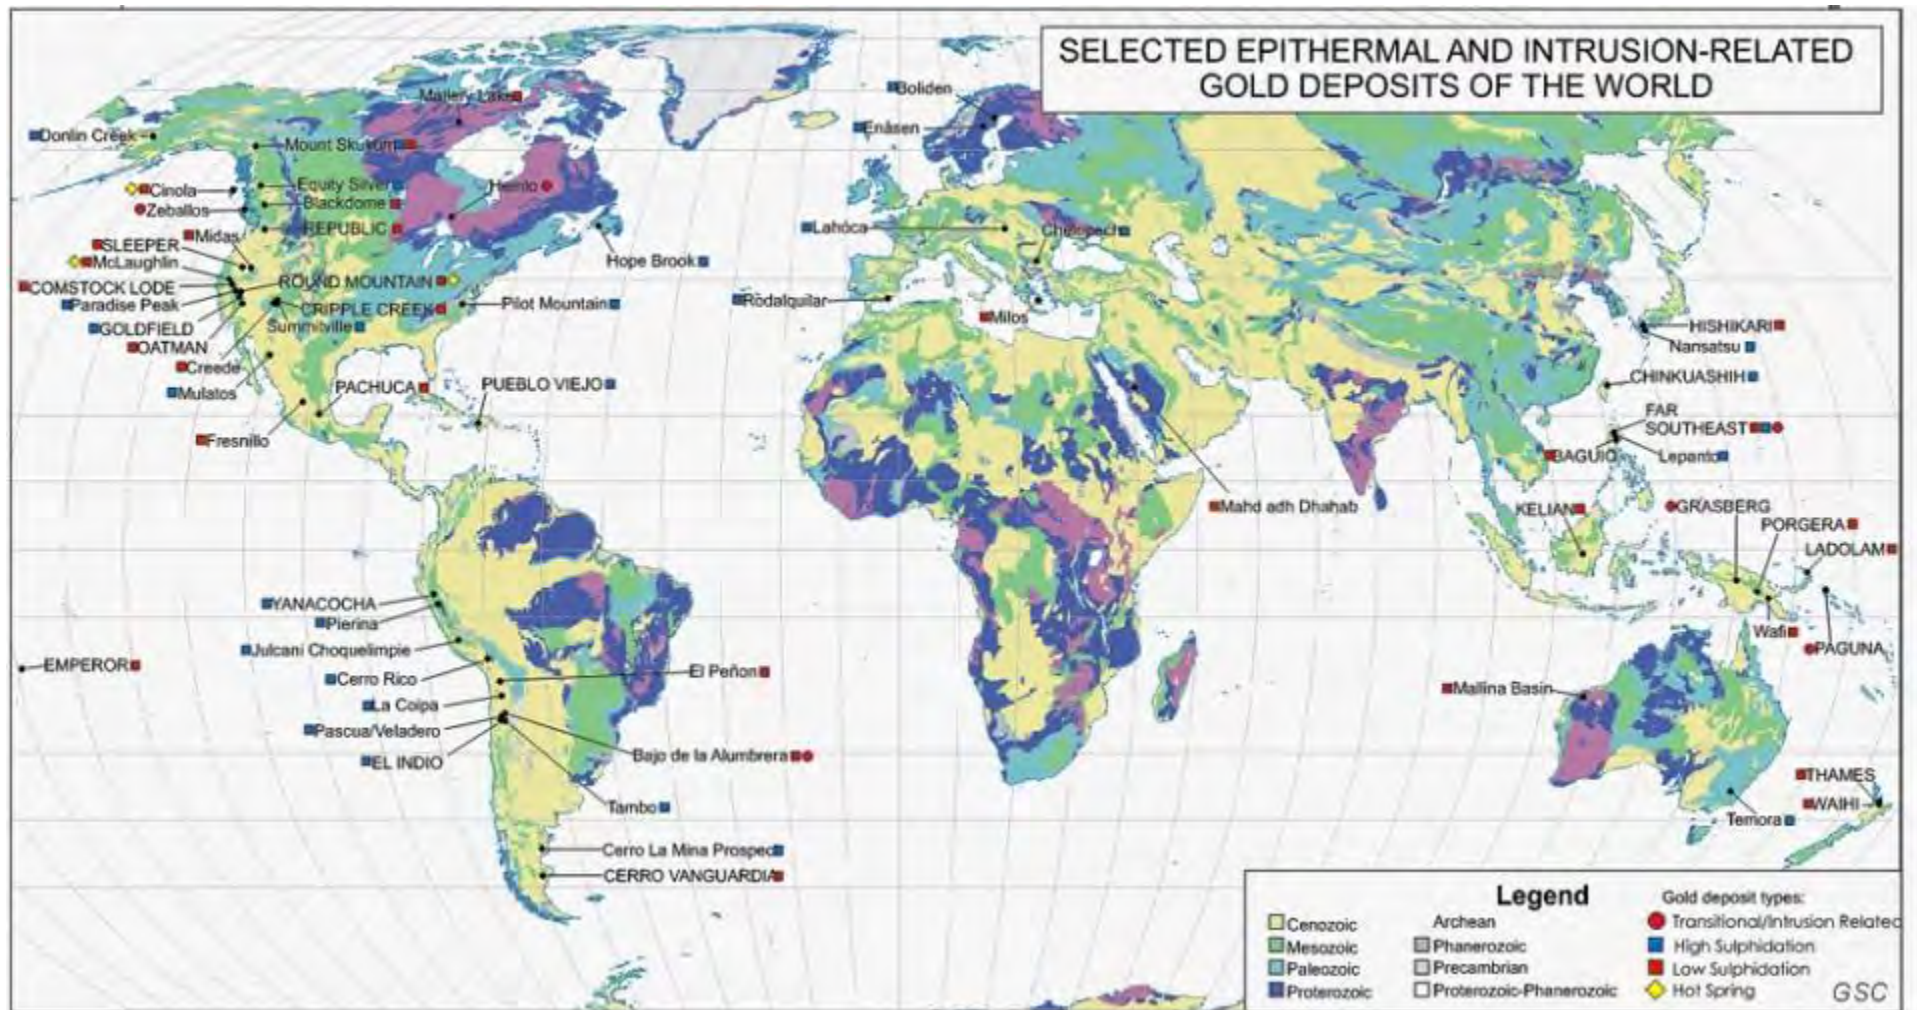 SELECTED EPITHERMAL AND INTRUSION-RELATED
GOLD DEPOSITS OF THE WORLD
Boliden
Mallery Lake
Enåsen
Donlin Creek
Mount Skukum
Equity Silver
Hemlo
Cinola
Blackdome
Zeballos
REPUBLIC
Lahóca
Chelopech
Midas
SLEEPER
McLaughlin
Hope Brook
ROUND MOUNTAIN
COMSTOCK LODE
Paradise Peak
CRIPPLE CREEK
Pilot Mountain
Rodalquilar
Milos
GOLDFIELD
Summitville
HISHIKARI
OATMAN
Nansatsu
Creede
CHINKUASHIH
PACHUCA
PUEBLO VIEJO
Mulatos
FAR
SOUTHEAST
Fresnillo
BAGUIO
Lepanto
Mahd adh Dhahab
KELIAN
GRASBERG
PORGERA
LADOLAM
YANACOCHA
Pierina
Wafi
Julcani Choquelimpie
PAGUNA
EMPEROR
El Peñon
Cerro Rico
Mallina Basin
La Coipa
Pascua/Veladero
Bajo de la Alumbrera
EL INDIO
THAMES
Tambo
WAIHI
Temora
Cerro La Mina Prospec
CERRO VANGUARDIA
Legend
Gold deposit types:
Cenozoic
Archean
Transitional/Intrusion Related
Mesozoic
Phanerozoic
High Sulphidation
Paleozoic
Precambrian
Low Sulphidation
Proterozoic
Proterozoic-Phanerozoic
Hot Spring
GSC